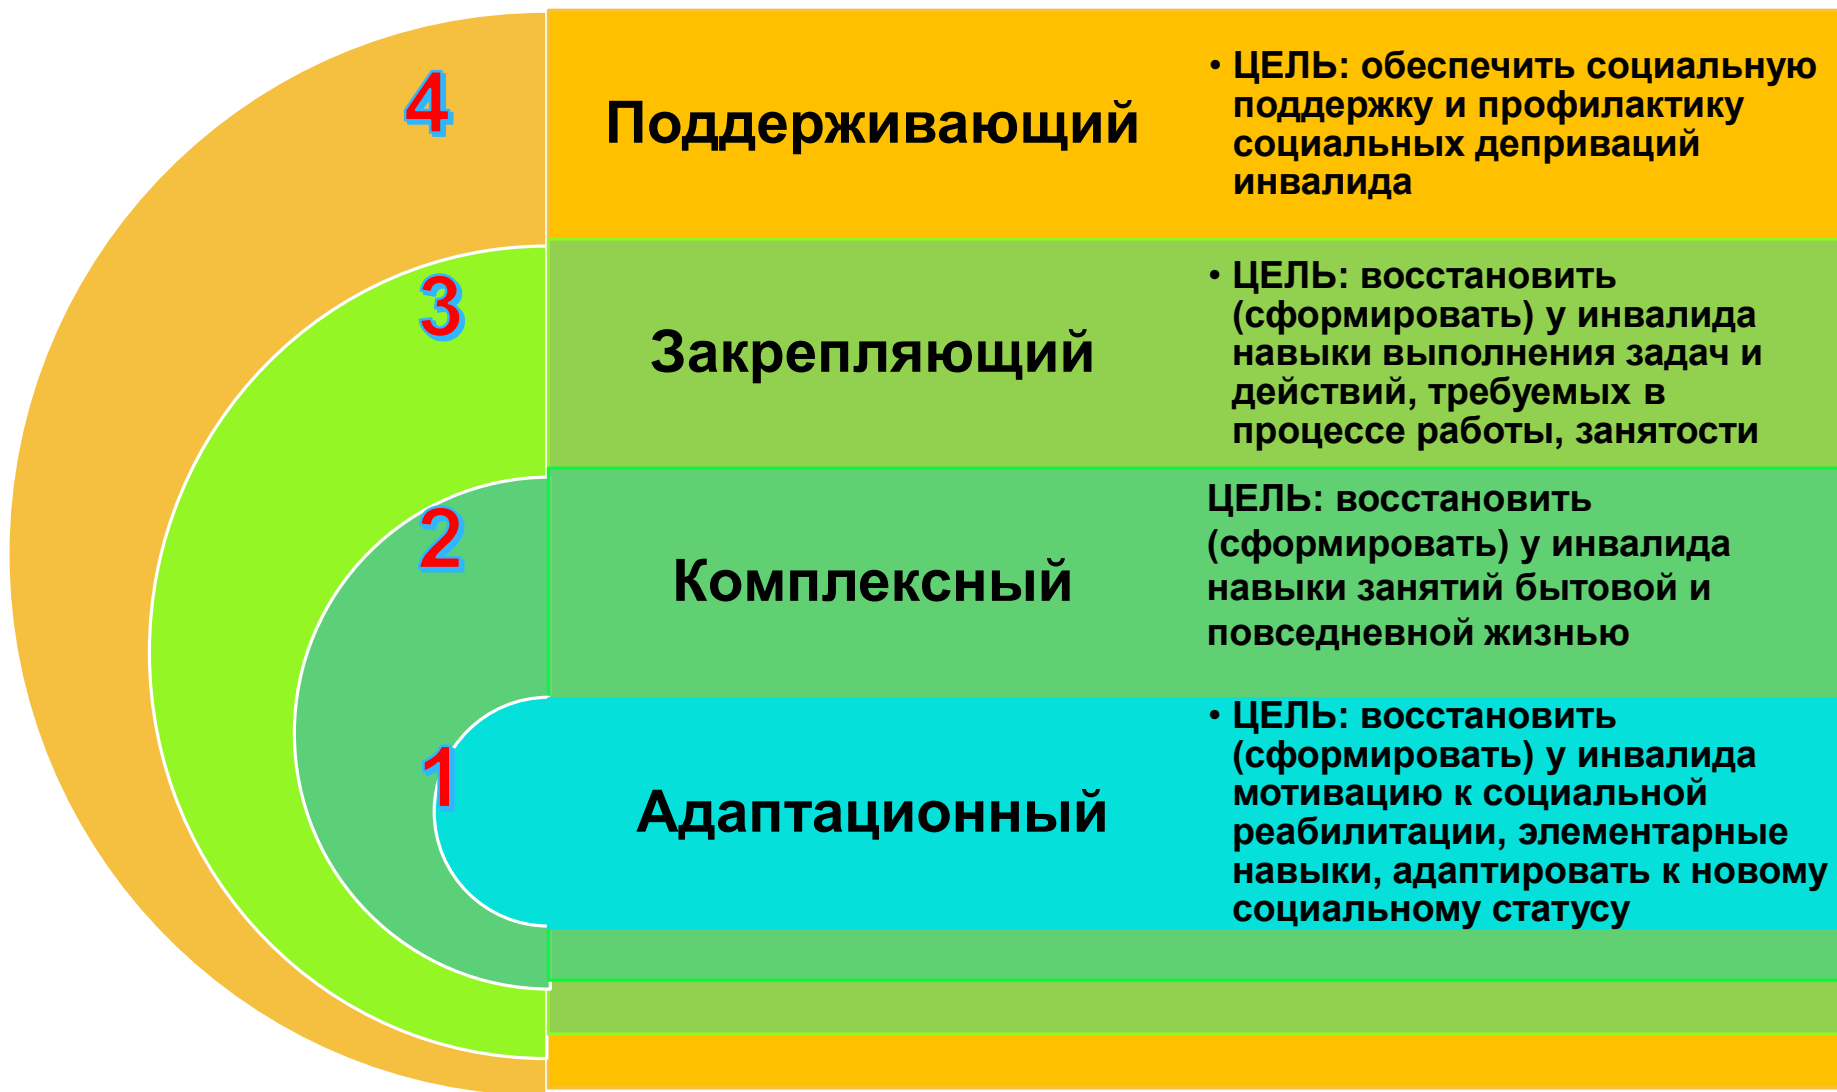 4
Поддерживающий
• ЦЕЛЬ: обеспечить социальную
поддержку и профилактику
социальных деприваций
инвалида
3
Закрепляющий
• ЦЕЛЬ: восстановить
(сформировать) у инвалида
навыки выполнения задач и
действий, требуемых в
процессе работы, занятости
2
Комплексный
ЦЕЛЬ: восстановить
(сформировать) у инвалида
навыки занятий бытовой и
повседневной жизнью
1
Адаптационный
• ЦЕЛЬ: восстановить
(сформировать) у инвалида
мотивацию к социальной
реабилитации, элементарные
навыки, адаптировать к новому
социальному статусу